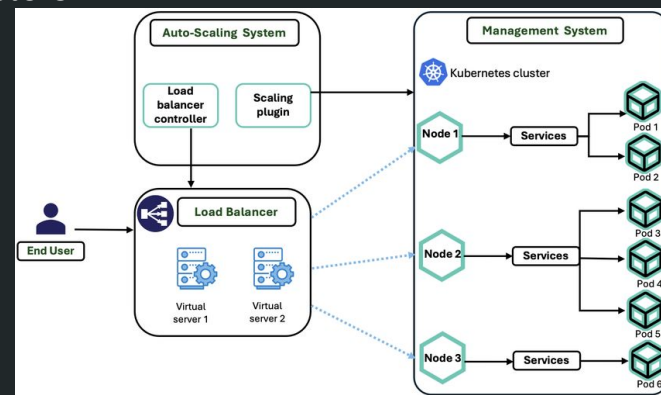 Auto-Scaling System
Load
balancer
controller
Scaling
plugin
Management System
Kubernetes cluster
Node 1
Services
Pod 1
Pod 2
End User
Load Balancer
Virtual
server 1
Virtual
server 2
Node 2
Services
Pod 3
Pod 4
Pod 5
Node 3
Services
Pod 6